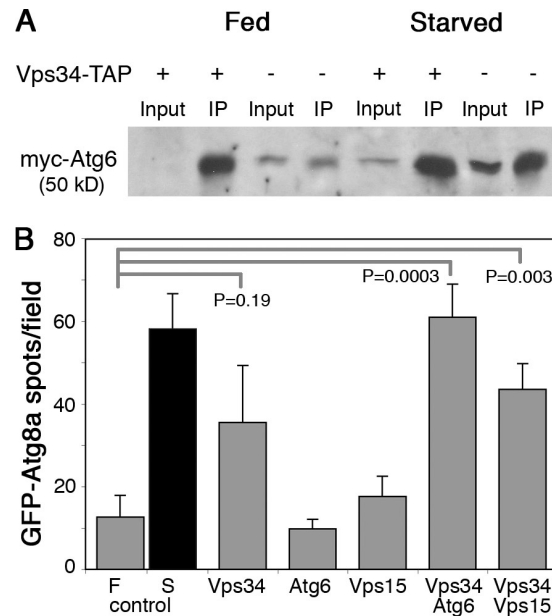 A Fed Starved
Vps34-TAP + + - - + + - -
Input IP Input IP Input IP Input IP
myc-Atg6
(50 kD)
B
80
60
40
20
0
GFP-Atg8a spots/field
P=0.19
P=0.0003
P=0.003
F S Vps34 Atg6 Vps15 Vps34 Vps34
control Atg6 Vps15